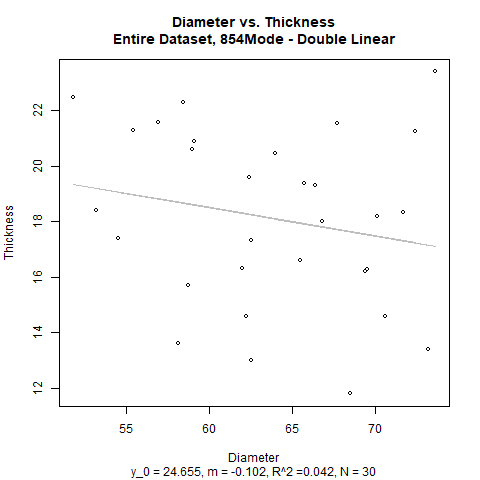 Diameter vs. Thickness
Entire Dataset, 854Mode - Double Linear
Thickness
22
20
18
16
14
12
55 60 65 70
Diameter
y_0 = 24.655, m = -0.102, R^2 =0.042, N = 30